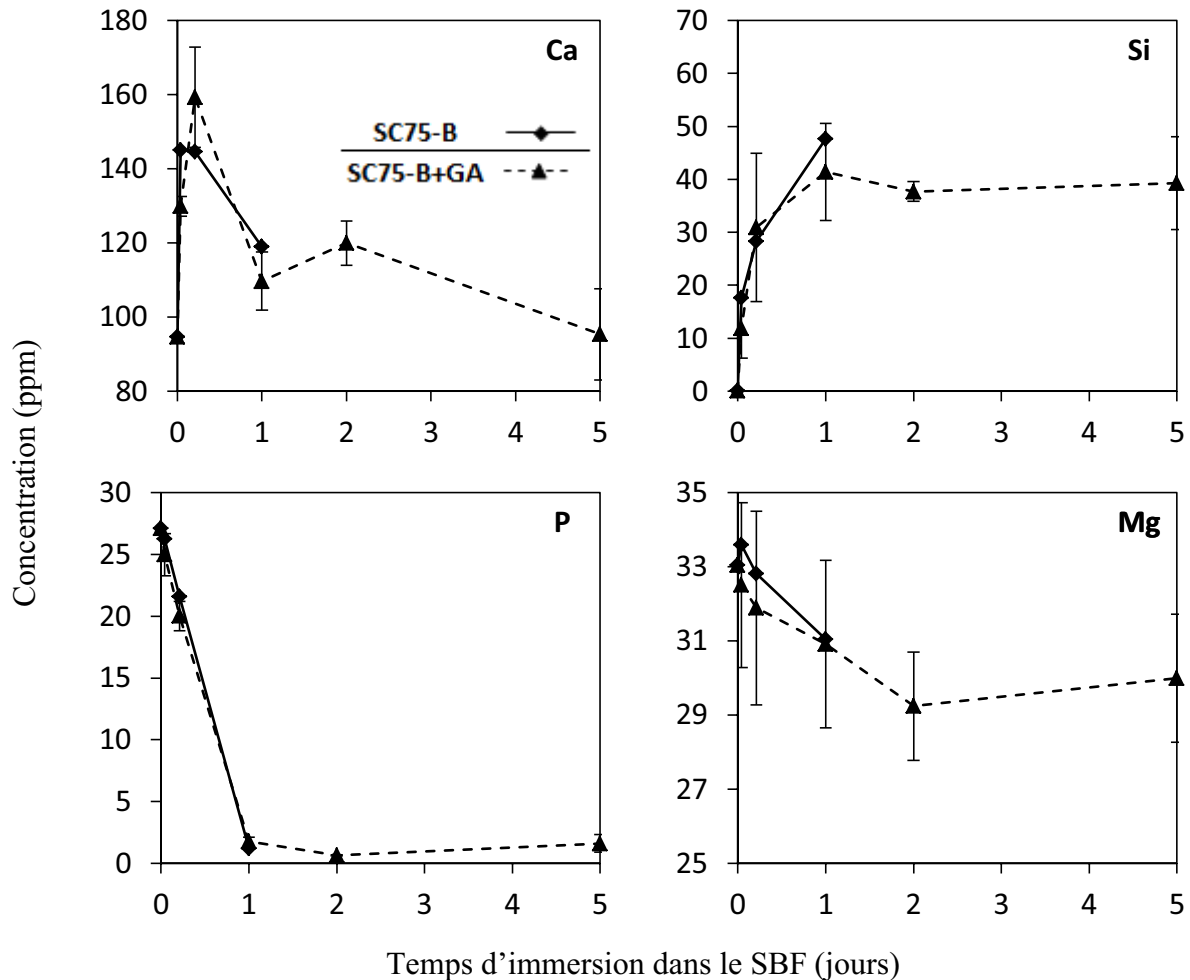 Concentration (ppm)
Ca
180
160
140
120
100
80
0 1 2 3 4 5
SC75-B
SC75-B+GA
Si
70
60
50
40
30
20
10
0
0 1 2 3 4 5
P
30
25
20
15
10
5
0
0 1 2 3 4 5
Mg
35
33
31
29
27
25
0 1 2 3 4 5
Temps d’immersion dans le SBF (jours)